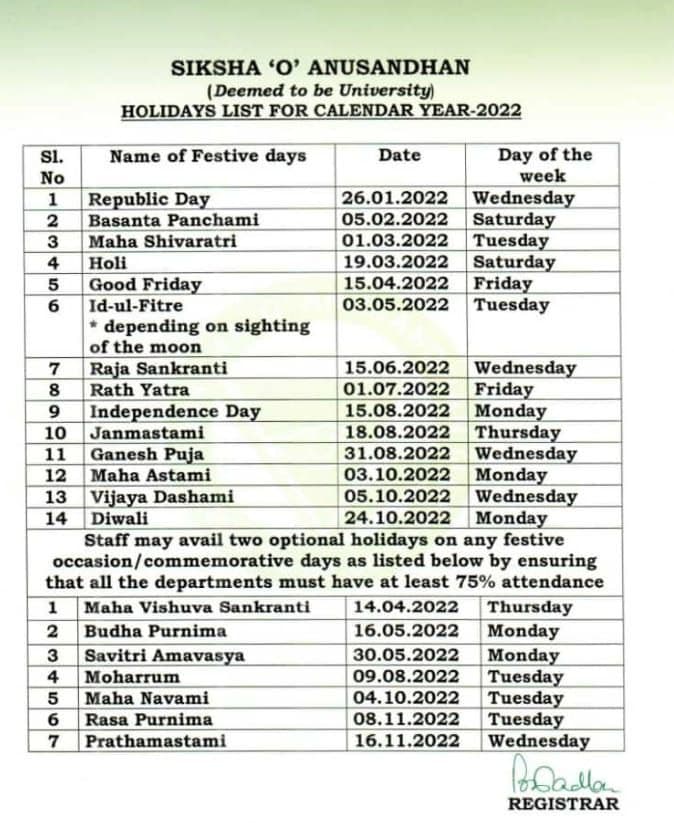 SIKSHA ‘O’ ANUSANDHAN
(Deemed to be University)
HOLIDAYS LIST FOR CALENDAR YEAR-2022
Sl. No Name of Festive days Date Day of the week
1 Republic Day 26.01.2022 Wednesday
2 Basanta Panchami 05.02.2022 Saturday
3 Maha Shivaratri 01.03.2022 Tuesday
4 Holi 19.03.2022 Saturday
5 Good Friday 15.04.2022 Friday
6 Id-ul-Fitre 03.05.2022 Tuesday
* depending on sighting
of the moon
7 Raja Sankranti 15.06.2022 Wednesday
8 Rath Yatra 01.07.2022 Friday
9 Independence Day 15.08.2022 Monday
10 Janmastami 18.08.2022 Thursday
11 Ganesh Puja 31.08.2022 Wednesday
12 Maha Astami 03.10.2022 Monday
13 Vijaya Dashami 05.10.2022 Wednesday
14 Diwali 24.10.2022 Monday
Staff may avail two optional holidays on any festive
occasion/commemorative days as listed below by ensuring
that all the departments must have at least 75% attendance
1 Maha Vishuva Sankranti 14.04.2022 Thursday
2 Budha Purnima 16.05.2022 Monday
3 Savitri Amavasya 30.05.2022 Monday
4 Moharrum 09.08.2022 Tuesday
5 Maha Navami 04.10.2022 Tuesday
6 Rasa Purnima 08.11.2022 Tuesday
7 Prathamastami 16.11.2022 Wednesday
REGISTRAR